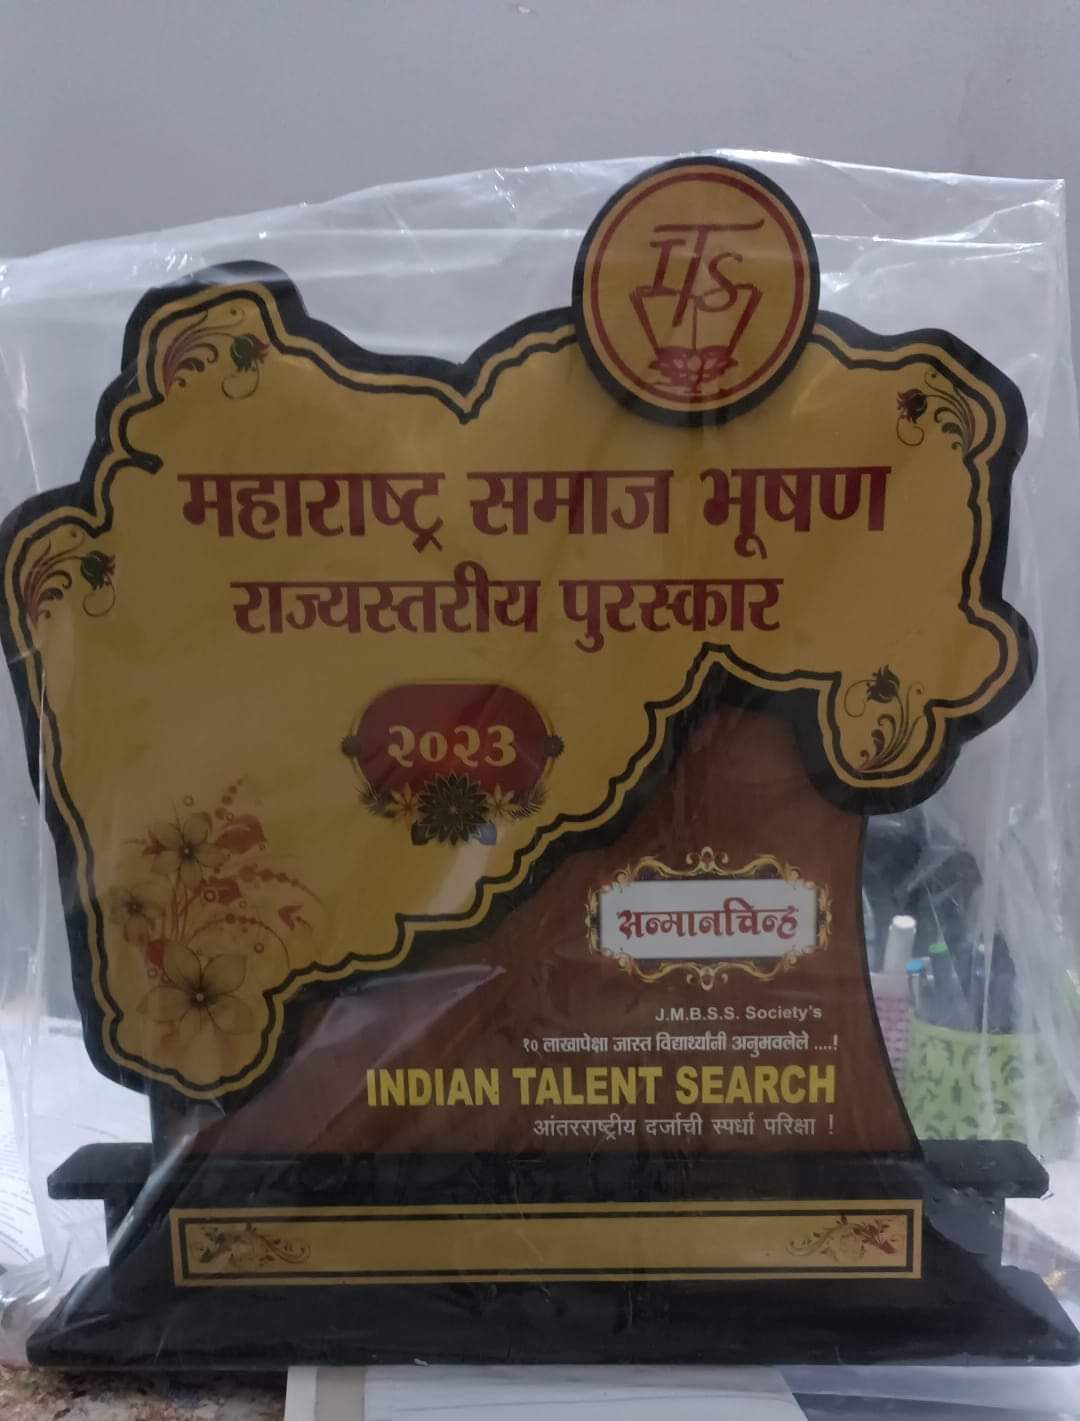 ITS
महाराष्ट्र समाज भूषण
राज्यस्तरीय पुरस्कार
२०२३
सन्मानचिन्ह
J.M.B.S.S. Society's
१० लाखापेक्षा जास्त विद्यार्थ्यांनी अनुभवलेले ....!
INDIAN TALENT SEARCH
आंतरराष्ट्रीय दर्जाची स्पर्धा परिक्षा !